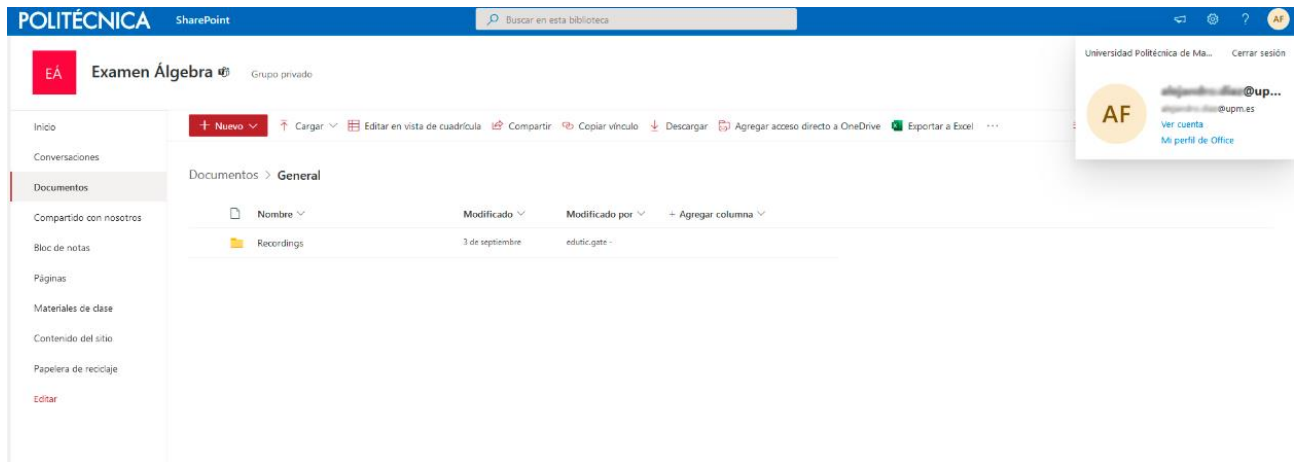 POLITÉCNICA SharePoint Buscar en esta biblioteca ? AF
Universidad Politécnica de Ma... Cerrar sesión
EÁ Examen Álgebra Grupo privado
@up...
@upm.es
AF
Ver cuenta
Mi perfil de Office
+ Nuevo Cargar Editar en vista de cuadrícula Compartir Copiar vínculo Descargar Agregar acceso directo a OneDrive Exportar a Excel ...
Inicio
Conversaciones
Documentos
Compartido con nosotros
Bloc de notas
Páginas
Materiales de clase
Contenido del sitio
Papelera de reciclaje
Editar
Documentos > General
Nombre Modificado Modificado por + Agregar columna
Recordings 3 de septiembre edutic.gate -